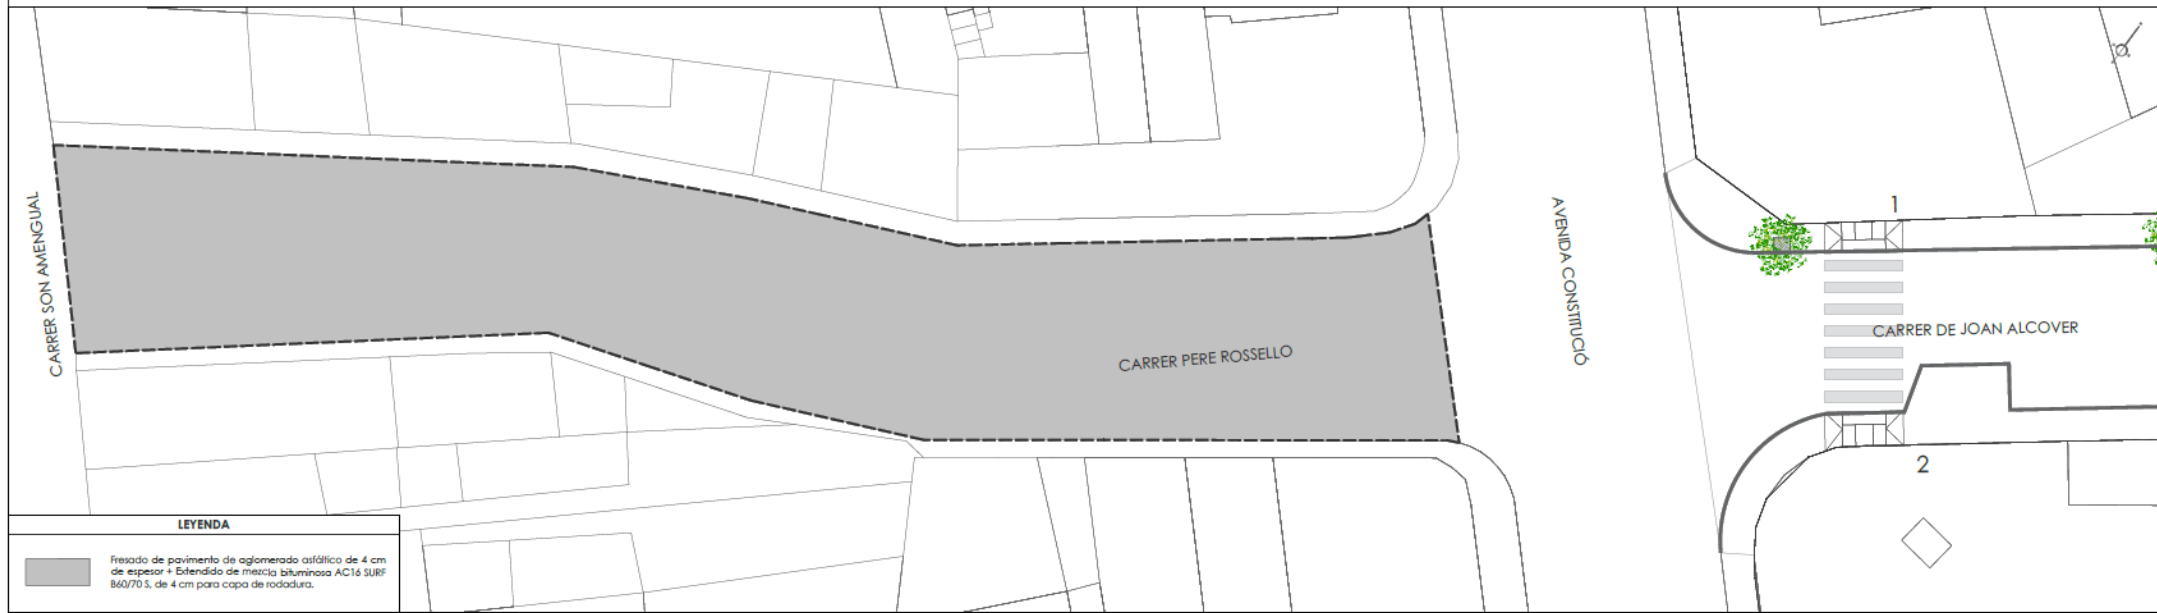 CARRER SON AMENGUAL
CARRER PERE ROSSELLO
AVENIDA CONSTITUCIÓ
1
CARRER DE JOAN ALCOVER
2
LEYENDA
Fresado de pavimento de aglomerado asfáltico de 4 cm
de espesor + Extendido de mezcla bituminosa AC16 SURF
B60/70 S, de 4 cm para capa de rodadura.